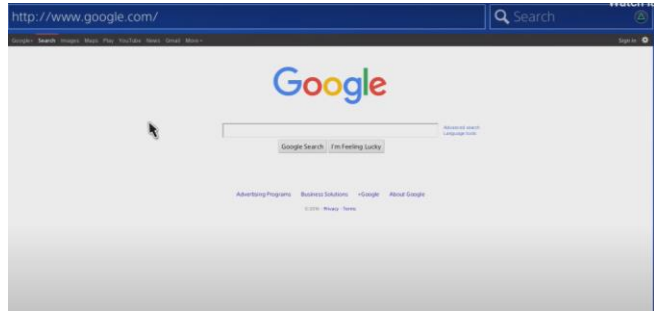 http://www.google.com/
Search
Google+ Search Images Maps Play YouTube News Gmail More
Sign in
Google
Advanced search
Language tools
Google Search I'm Feeling Lucky
Advertising Programs Business Solutions +Google About Google
© 2016 - Privacy - Terms